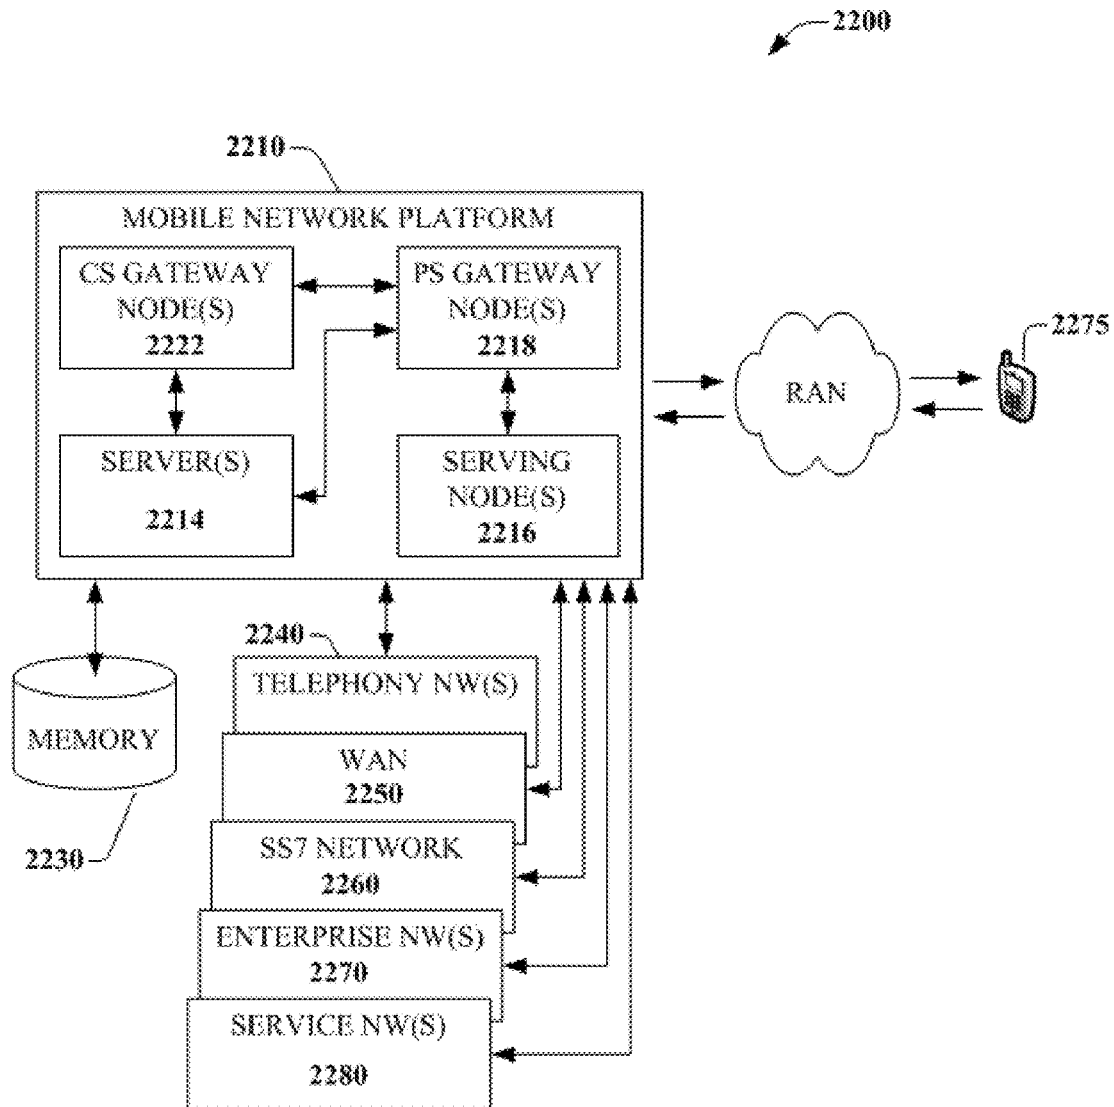 2200
2210
MOBILE NETWORK PLATFORM
CS GATEWAY
NODE(S)
2222
PS GATEWAY
NODE(S)
2218
SERVER(S)
2214
SERVING
NODE(S)
2216
RAN
2275
2240
TELEPHONY NW(S)
MEMORY
2230
WAN
2250
SS7 NETWORK
2260
ENTERPRISE NW(S)
2270
SERVICE NW(S)
2280